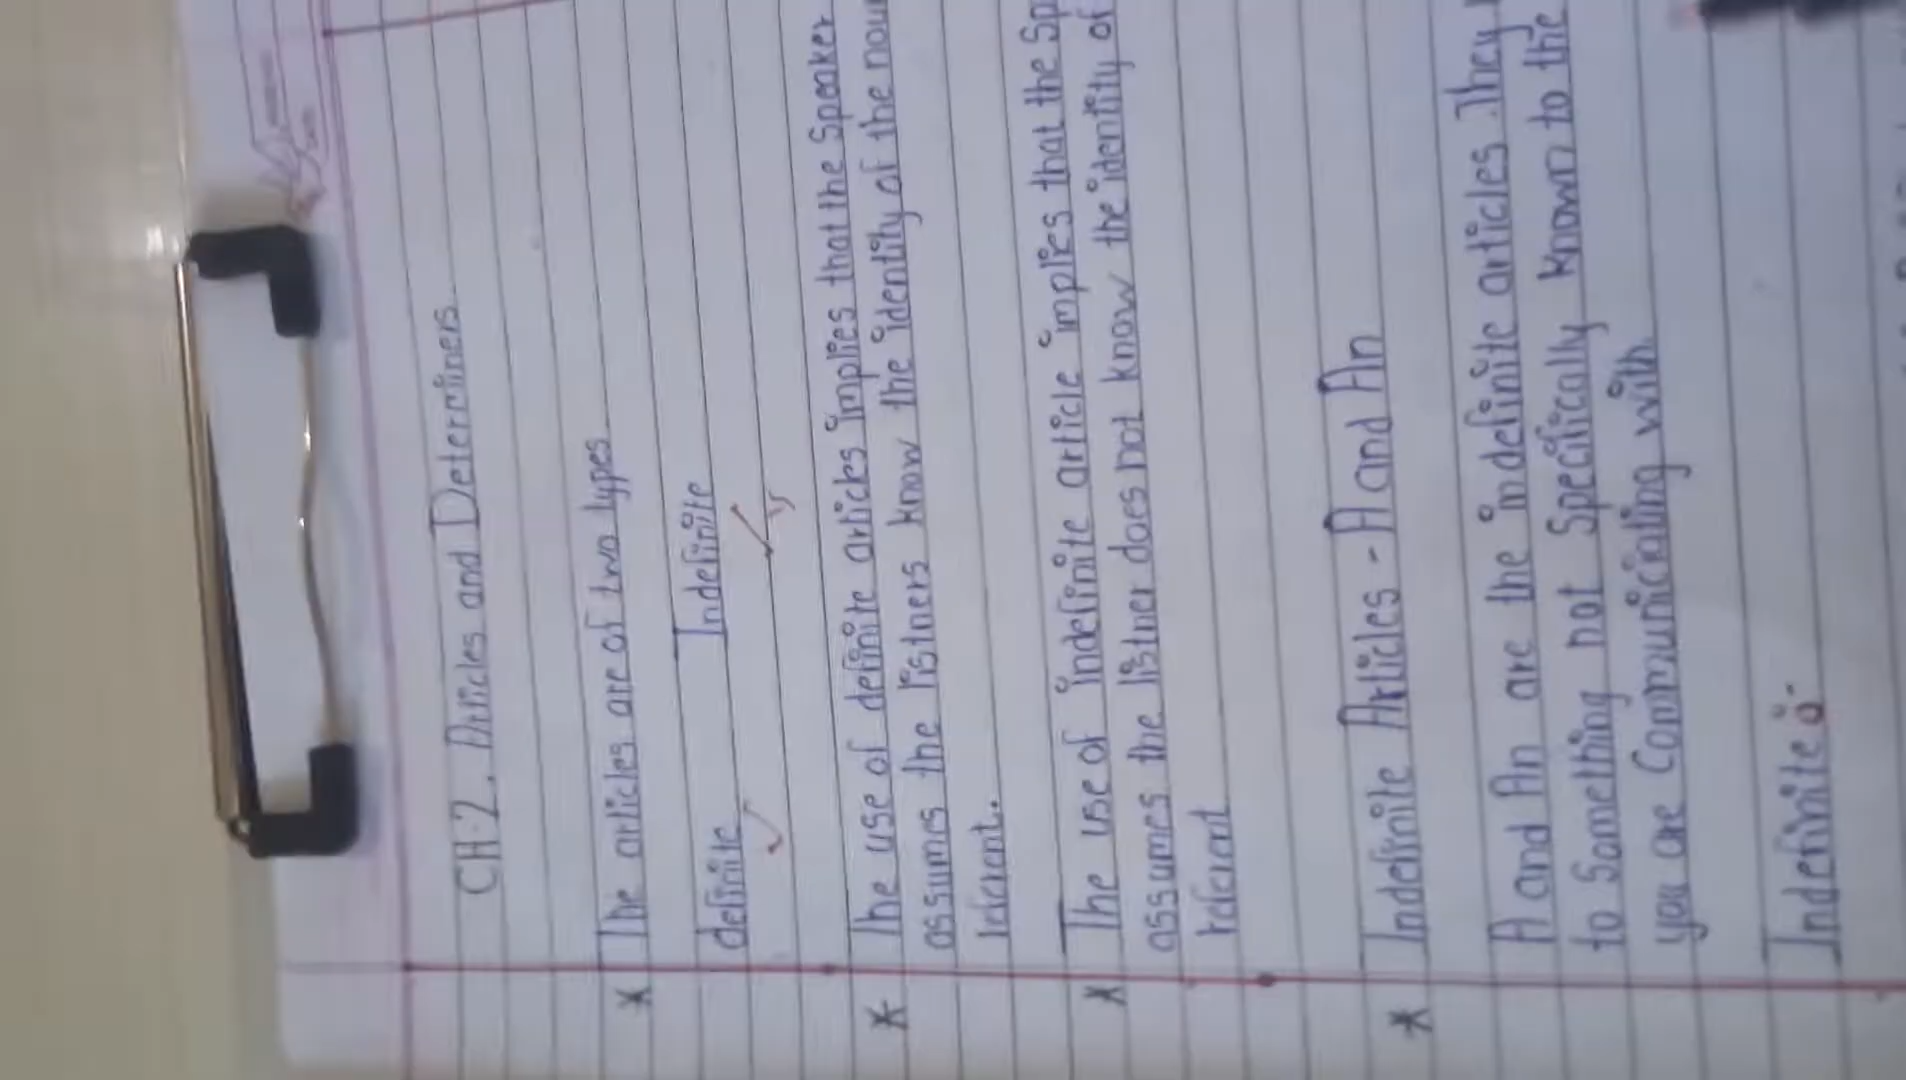 CH-2. Articles and Determiners
* The articles are of two types
definite Indefinite
* The use of definite articles implies that the Speaker
assumes the listners know the identity of the noun
referent.
* The use of indefinite article implies that the Sp
assumes the listner does not know the identity of
referent
* Indefinite Articles - A and An
A and An are the indefinite articles. They
to Something not Specifically known to the
you are Communicating with.
Indefinite :-